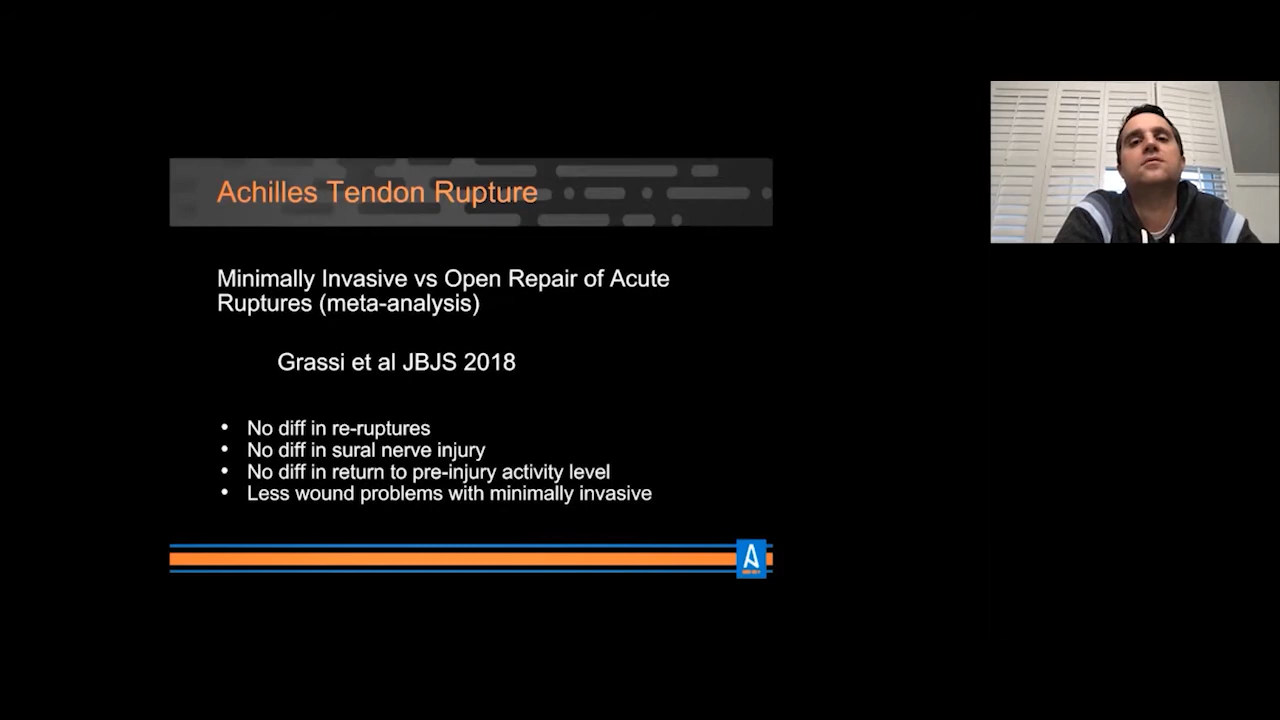 Achilles Tendon Rupture
Minimally Invasive vs Open Repair of Acute
Ruptures (meta-analysis)
Grassi et al JBJS 2018
• No diff in re-ruptures
• No diff in sural nerve injury
• No diff in return to pre-injury activity level
• Less wound problems with minimally invasive
A